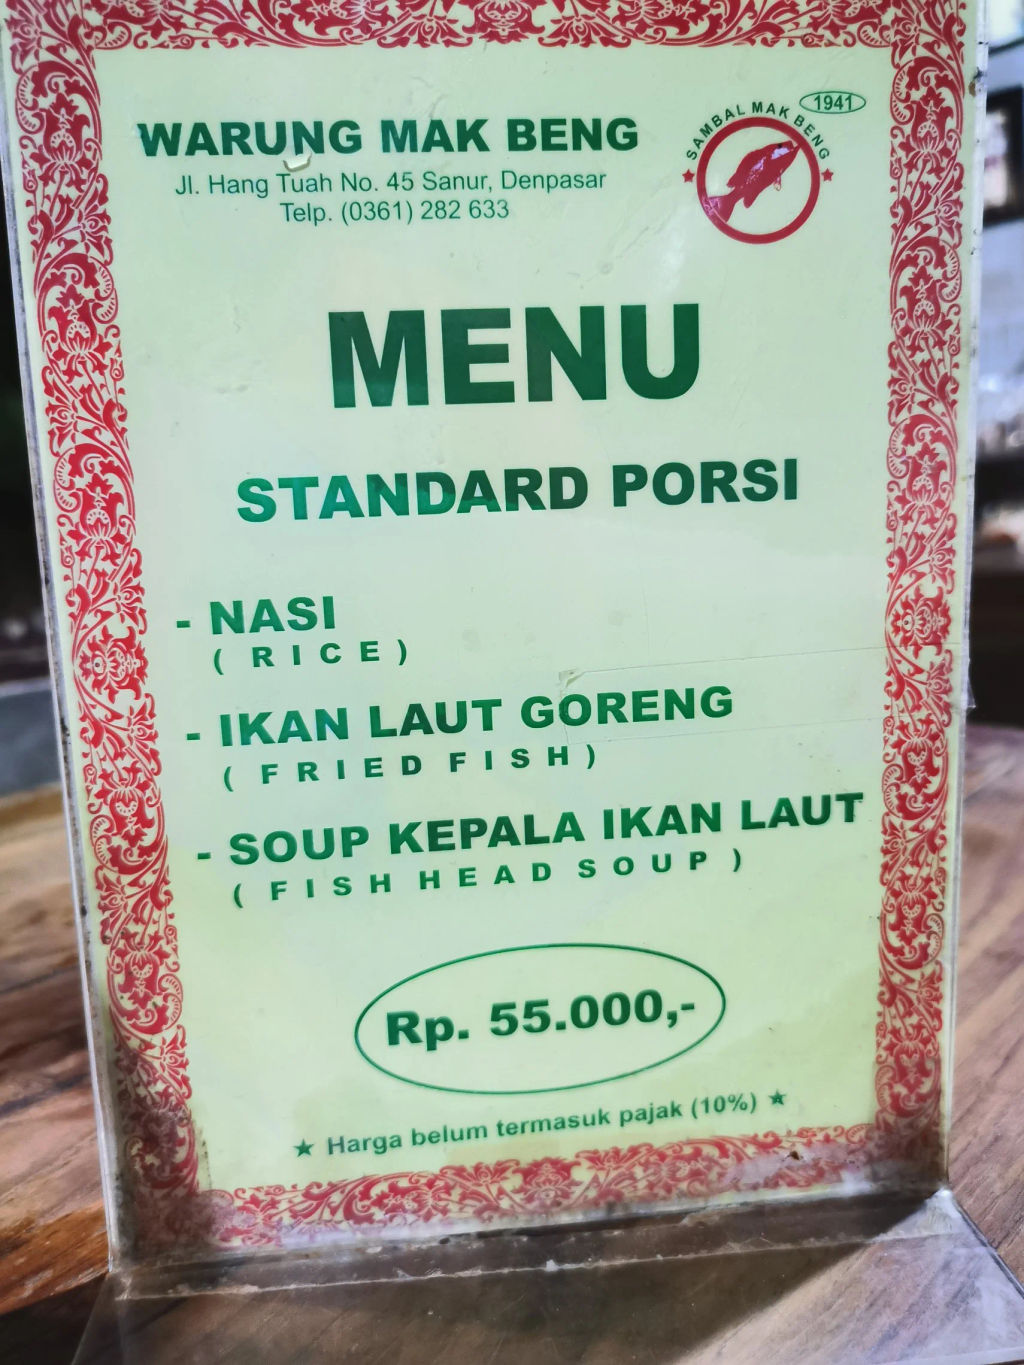 WARUNG MAK BENG
Jl. Hang Tuah No. 45 Sanur, Denpasar
Telp. (0361) 282 633
SAMBAL MAK BENG
1941
MENU
STANDARD PORSI
- NASI
( RICE )
- IKAN LAUT GORENG
( FRIED FISH )
- SOUP KEPALA IKAN LAUT
( FISH HEAD SOUP )
Rp. 55.000,-
★ Harga belum termasuk pajak (10%) ★